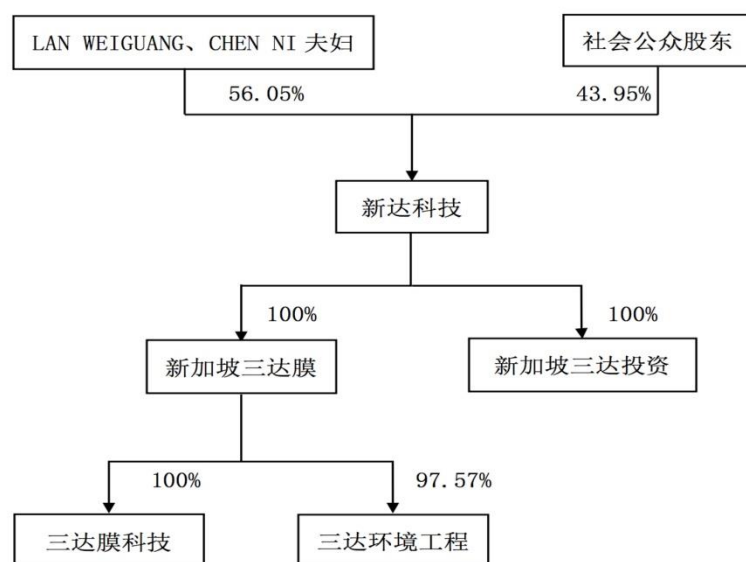 LAN WEIGUANG、CHEN NI 夫妇
社会公众股东
56.05%
43.95%
新达科技
100%
100%
新加坡三达膜
新加坡三达投资
100%
97.57%
三达膜科技
三达环境工程